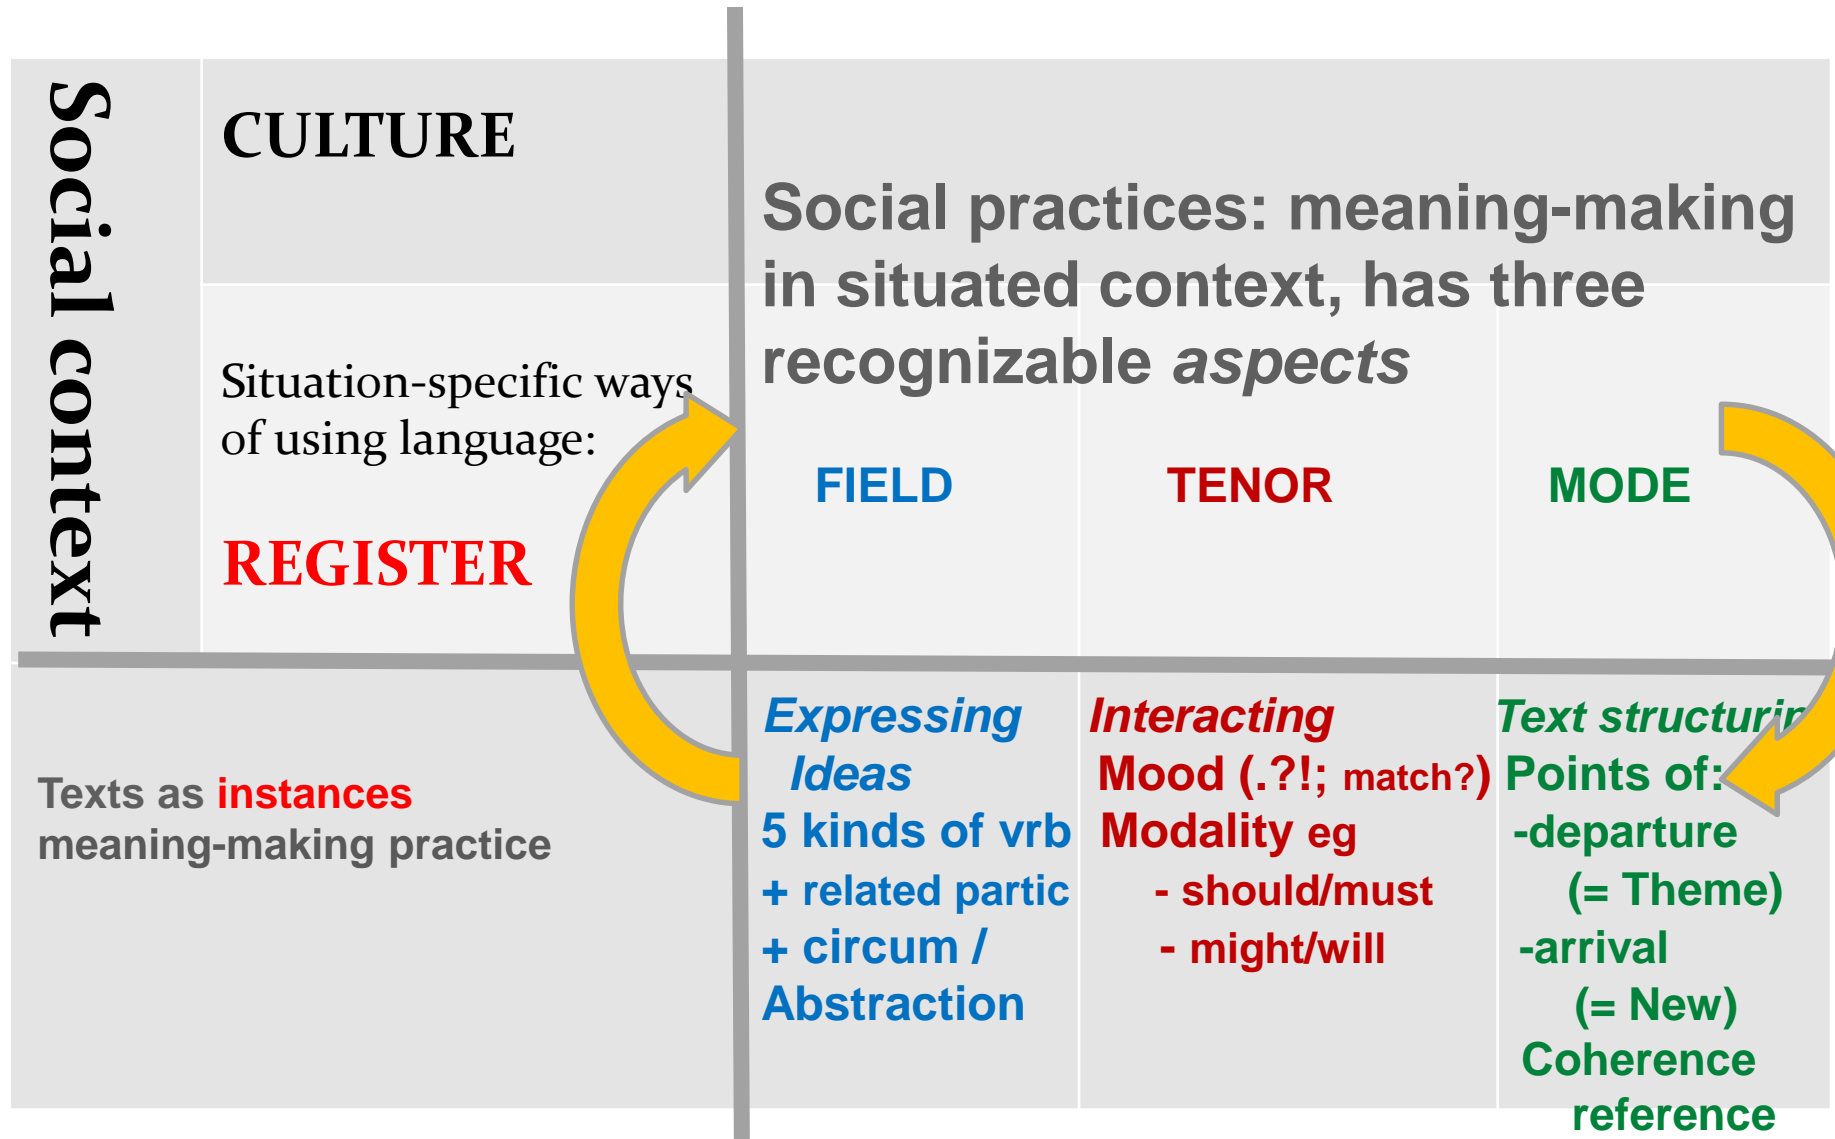 Social context
CULTURE
Social practices: meaning-making
in situated context, has three
recognizable aspects
Situation-specific ways
of using language:
REGISTER
FIELD
TENOR
MODE
Texts as instances
meaning-making practice
Expressing
Ideas
5 kinds of vrb
+ related partic
+ circum /
Abstraction
Interacting
Mood (.?!; match?)
Modality eg
- should/must
- might/will
Text structurin
Points of:
-departure
(= Theme)
-arrival
(= New)
Coherence
reference